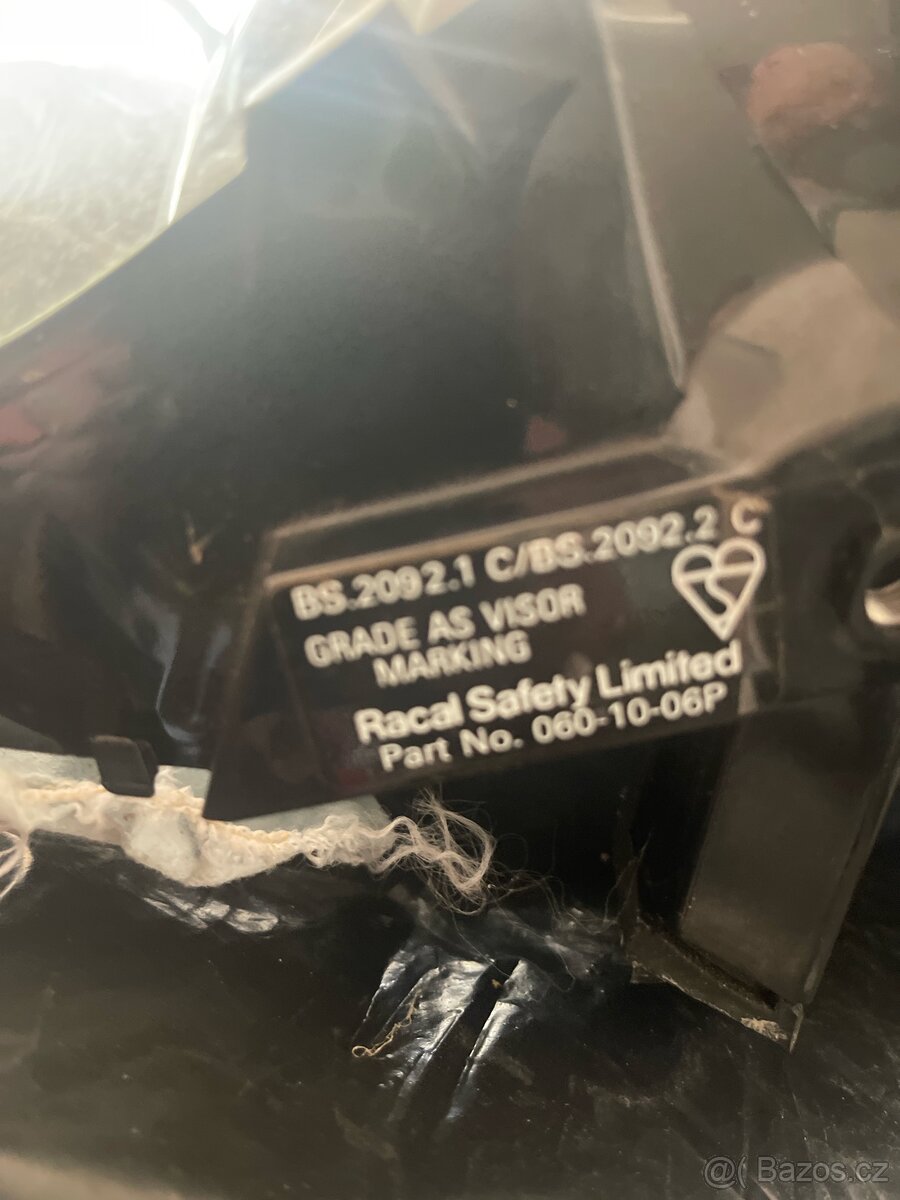 BS.2092.1 C/BS.2092.2 C
GRADE AS VISOR
MARKING
Racal Safety Limited
Part No. 060-10-06P
@( Bazos.cz